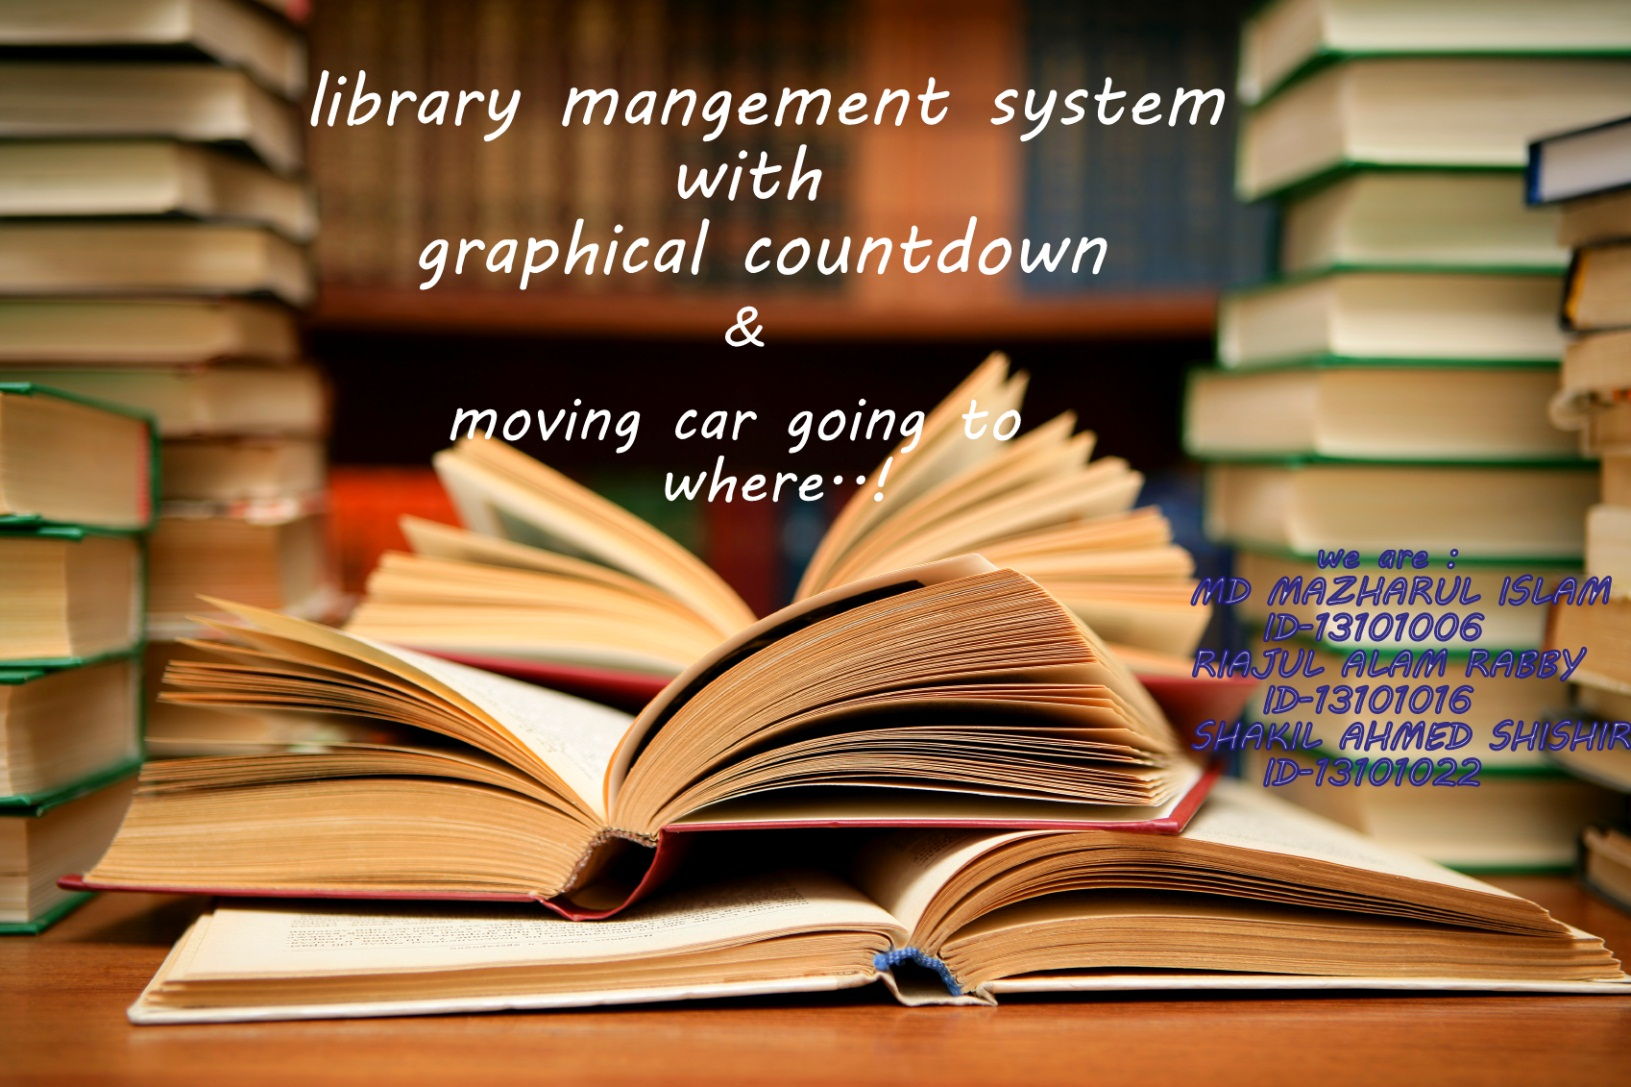 library mangement system
with
graphical countdown
&
moving car going to
where..!
we are :
MD MAZHARUL ISLAM
ID-13101006
RIAJUL ALAM RABBY
ID-13101016
SHAKIL AHMED SHISHIR
ID-13101022